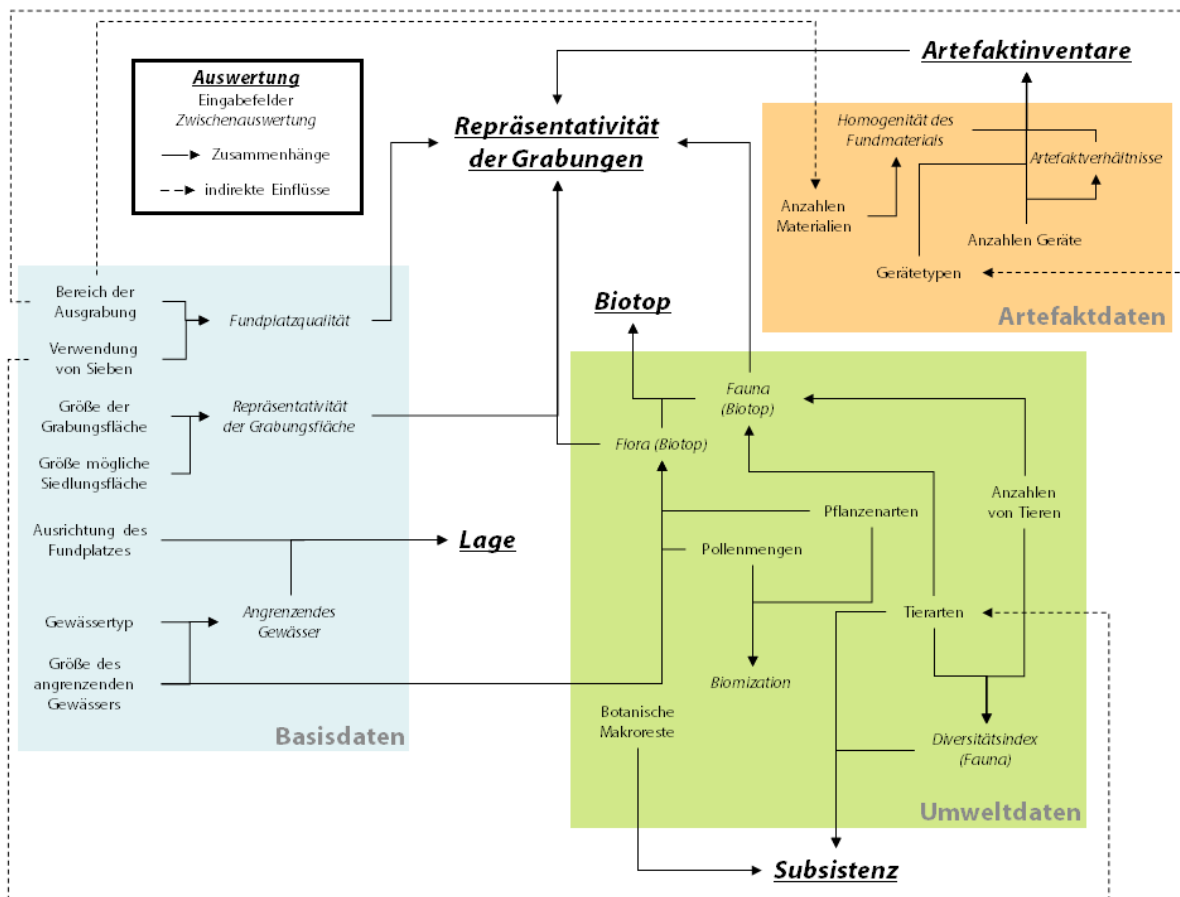 Auswertung
Eingabefelder
Zwischenauswertung
Zusammenhänge
indirekte Einflüsse
Artefaktinventare
Repräsentativität
der Grabungen
Homogenität des
Fundmaterials
Artefaktverhältnisse
Anzahlen
Materialien
Anzahlen Geräte
Gerätetypen
Artefaktdaten
Bereich der
Ausgrabung
Fundplatzqualität
Verwendung
von Sieben
Größe der
Grabungsfläche
Repräsentativität
der Grabungsfläche
Größe mögliche
Siedlungsfläche
Ausrichtung des
Fundplatzes
Lage
Gewässertyp
Angrenzendes
Gewässer
Größe des
angrenzenden
Gewässers
Basisdaten
Biotop
Fauna
(Biotop)
Flora (Biotop)
Anzahlen
von Tieren
Pflanzenarten
Pollenmengen
Tierarten
Biomization
Botanische
Makroreste
Diversitätsindex
(Fauna)
Umweltdaten
Subsistenz